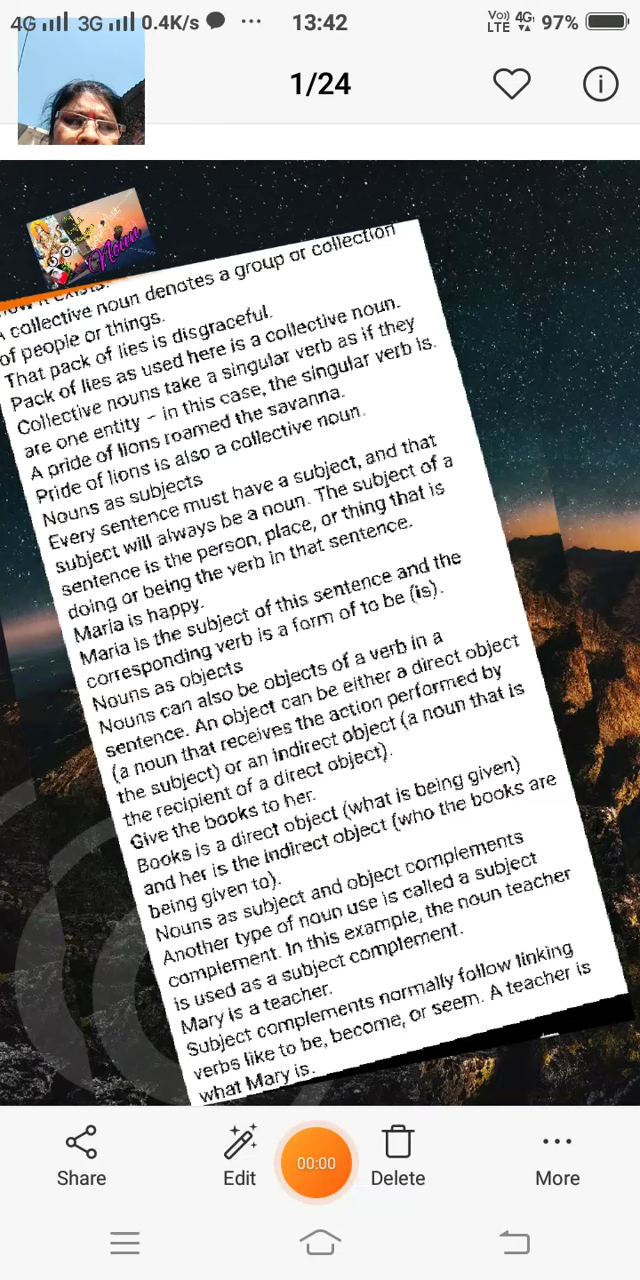 4G 3G 0.4K/s ... 13:42 Vo)) LTE 4G 97%
1/24
Noun
how it exists.
A collective noun denotes a group or collection
of people or things.
That pack of lies is disgraceful.
Pack of lies as used here is a collective noun.
Collective nouns take a singular verb as if they
are one entity – in this case, the singular verb is.
A pride of lions roamed the savanna.
Pride of lions is also a collective noun.
Nouns as subjects
Every sentence must have a subject, and that
subject will always be a noun. The subject of a
sentence is the person, place, or thing that is
doing or being the verb in that sentence.
Maria is happy.
Maria is the subject of this sentence and the
corresponding verb is a form of to be (is).
Nouns as objects
Nouns can also be objects of a verb in a
sentence. An object can be either a direct object
(a noun that receives the action performed by
the subject) or an indirect object (a noun that is
the recipient of a direct object).
Give the books to her.
Books is a direct object (what is being given)
and her is the indirect object (who the books are
being given to).
Nouns as subject and object complements
Another type of noun use is called a subject
complement. In this example, the noun teacher
is used as a subject complement.
Mary is a teacher.
Subject complements normally follow linking
verbs like to be, become, or seem. A teacher is
what Mary is.
00:00
Share Edit Delete More